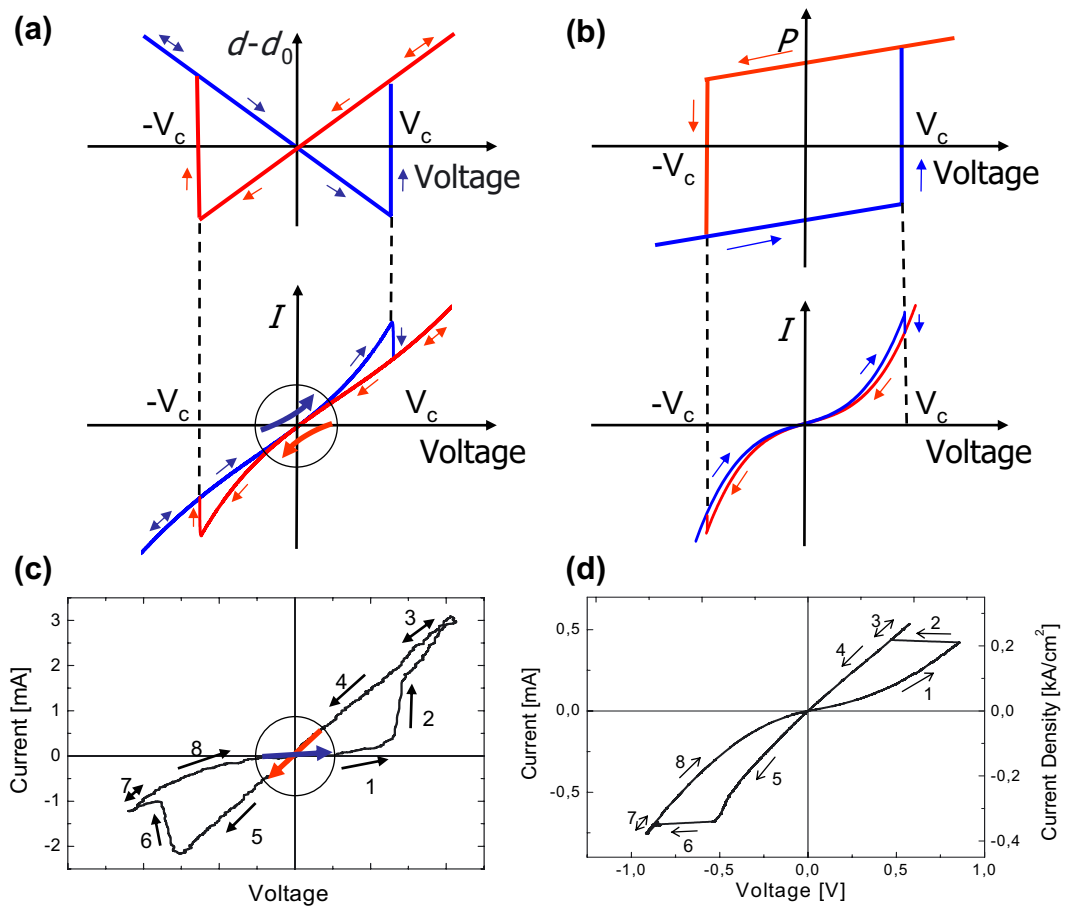 (a)
d-d0
-Vc
Vc
Voltage
I
-Vc
Vc
Voltage
(b)
P
-Vc
Vc
Voltage
I
-Vc
Vc
Voltage
(c)
3
2
1
0
-1
-2
Current [mA]
Voltage
1
2
3
4
5
6
7
8
(d)
0,5
0,0
-0,5
Current [mA]
0,2
0,0
-0,2
-0,4
Current Density [kA/cm2]
-1,0
-0,5
0,0
0,5
1,0
Voltage [V]
1
2
3
4
5
6
7
8